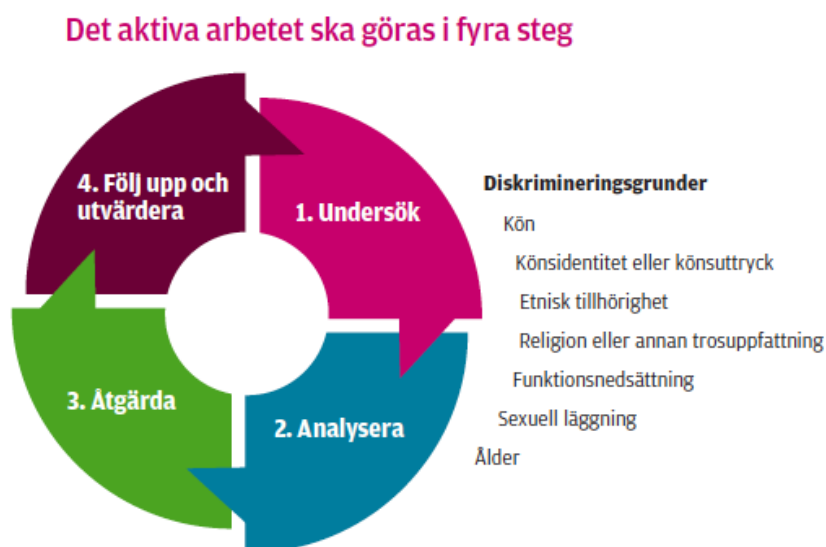 Det aktiva arbetet ska göras i fyra steg
4. Följ upp och
utvärdera
1. Undersök
3. Åtgärda
2. Analysera
Diskrimineringsgrunder
Kön
Könsidentitet eller könsuttryck
Etnisk tillhörighet
Religion eller annan trosuppfattning
Funktionsnedsättning
Sexuell läggning
Ålder